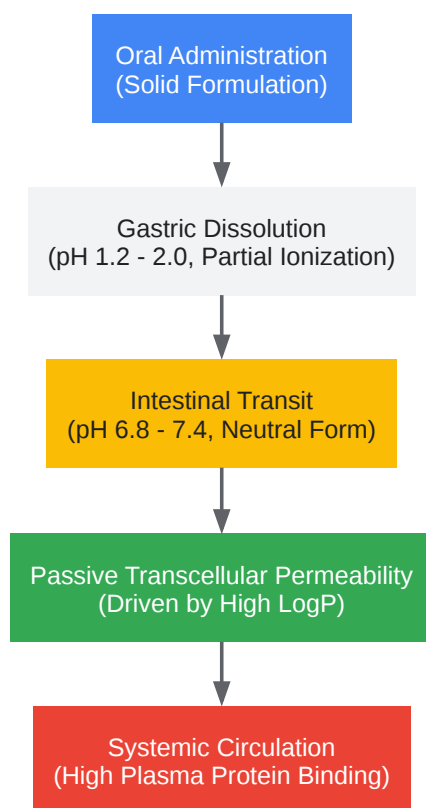 Oral Administration
(Solid Formulation)
Gastric Dissolution
(pH 1.2 - 2.0, Partial Ionization)
Intestinal Transit
(pH 6.8 - 7.4, Neutral Form)
Passive Transcellular Permeability
(Driven by High LogP)
Systemic Circulation
(High Plasma Protein Binding)